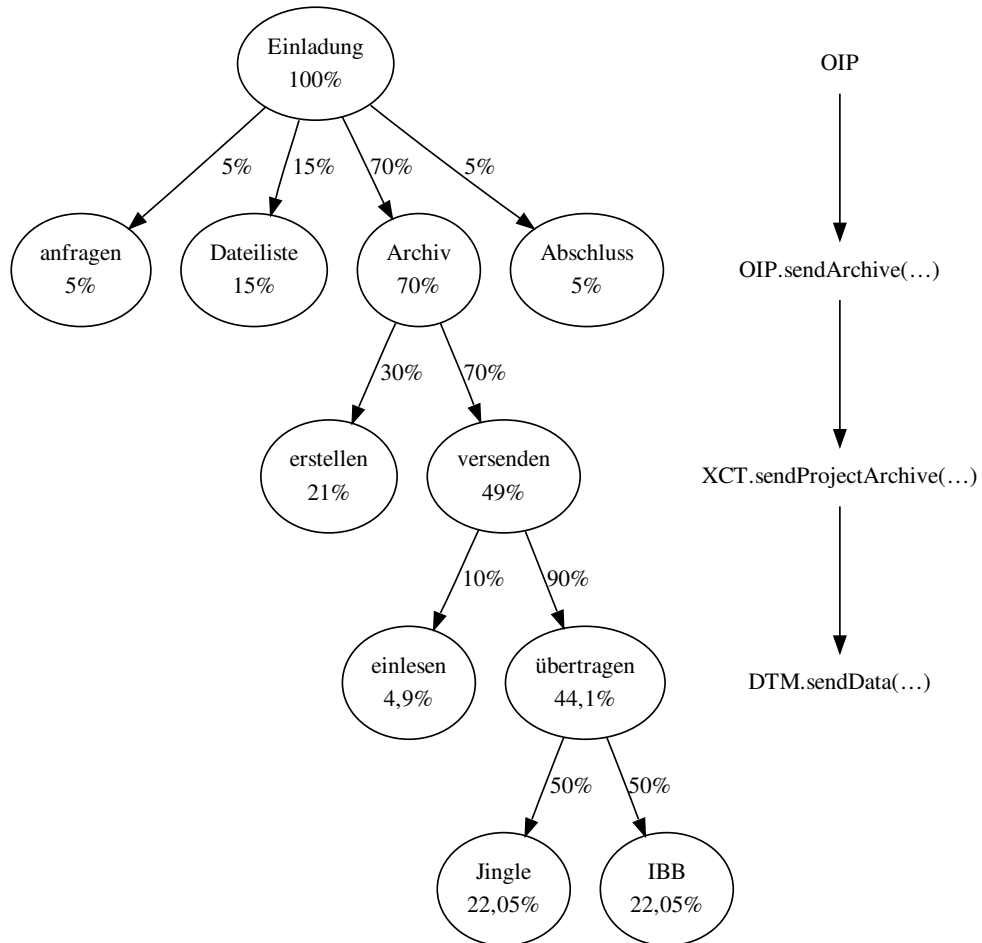 Einladung
100%
OIP
5%
15%
70%
5%
anfragen
5%
Dateiliste
15%
Archiv
70%
Abschluss
5%
OIP.sendArchive(…)
30%
70%
erstellen
21%
versenden
49%
XCT.sendProjectArchive(…)
10%
90%
einlesen
4,9%
übertragen
44,1%
DTM.sendData(…)
50%
50%
Jingle
22,05%
IBB
22,05%